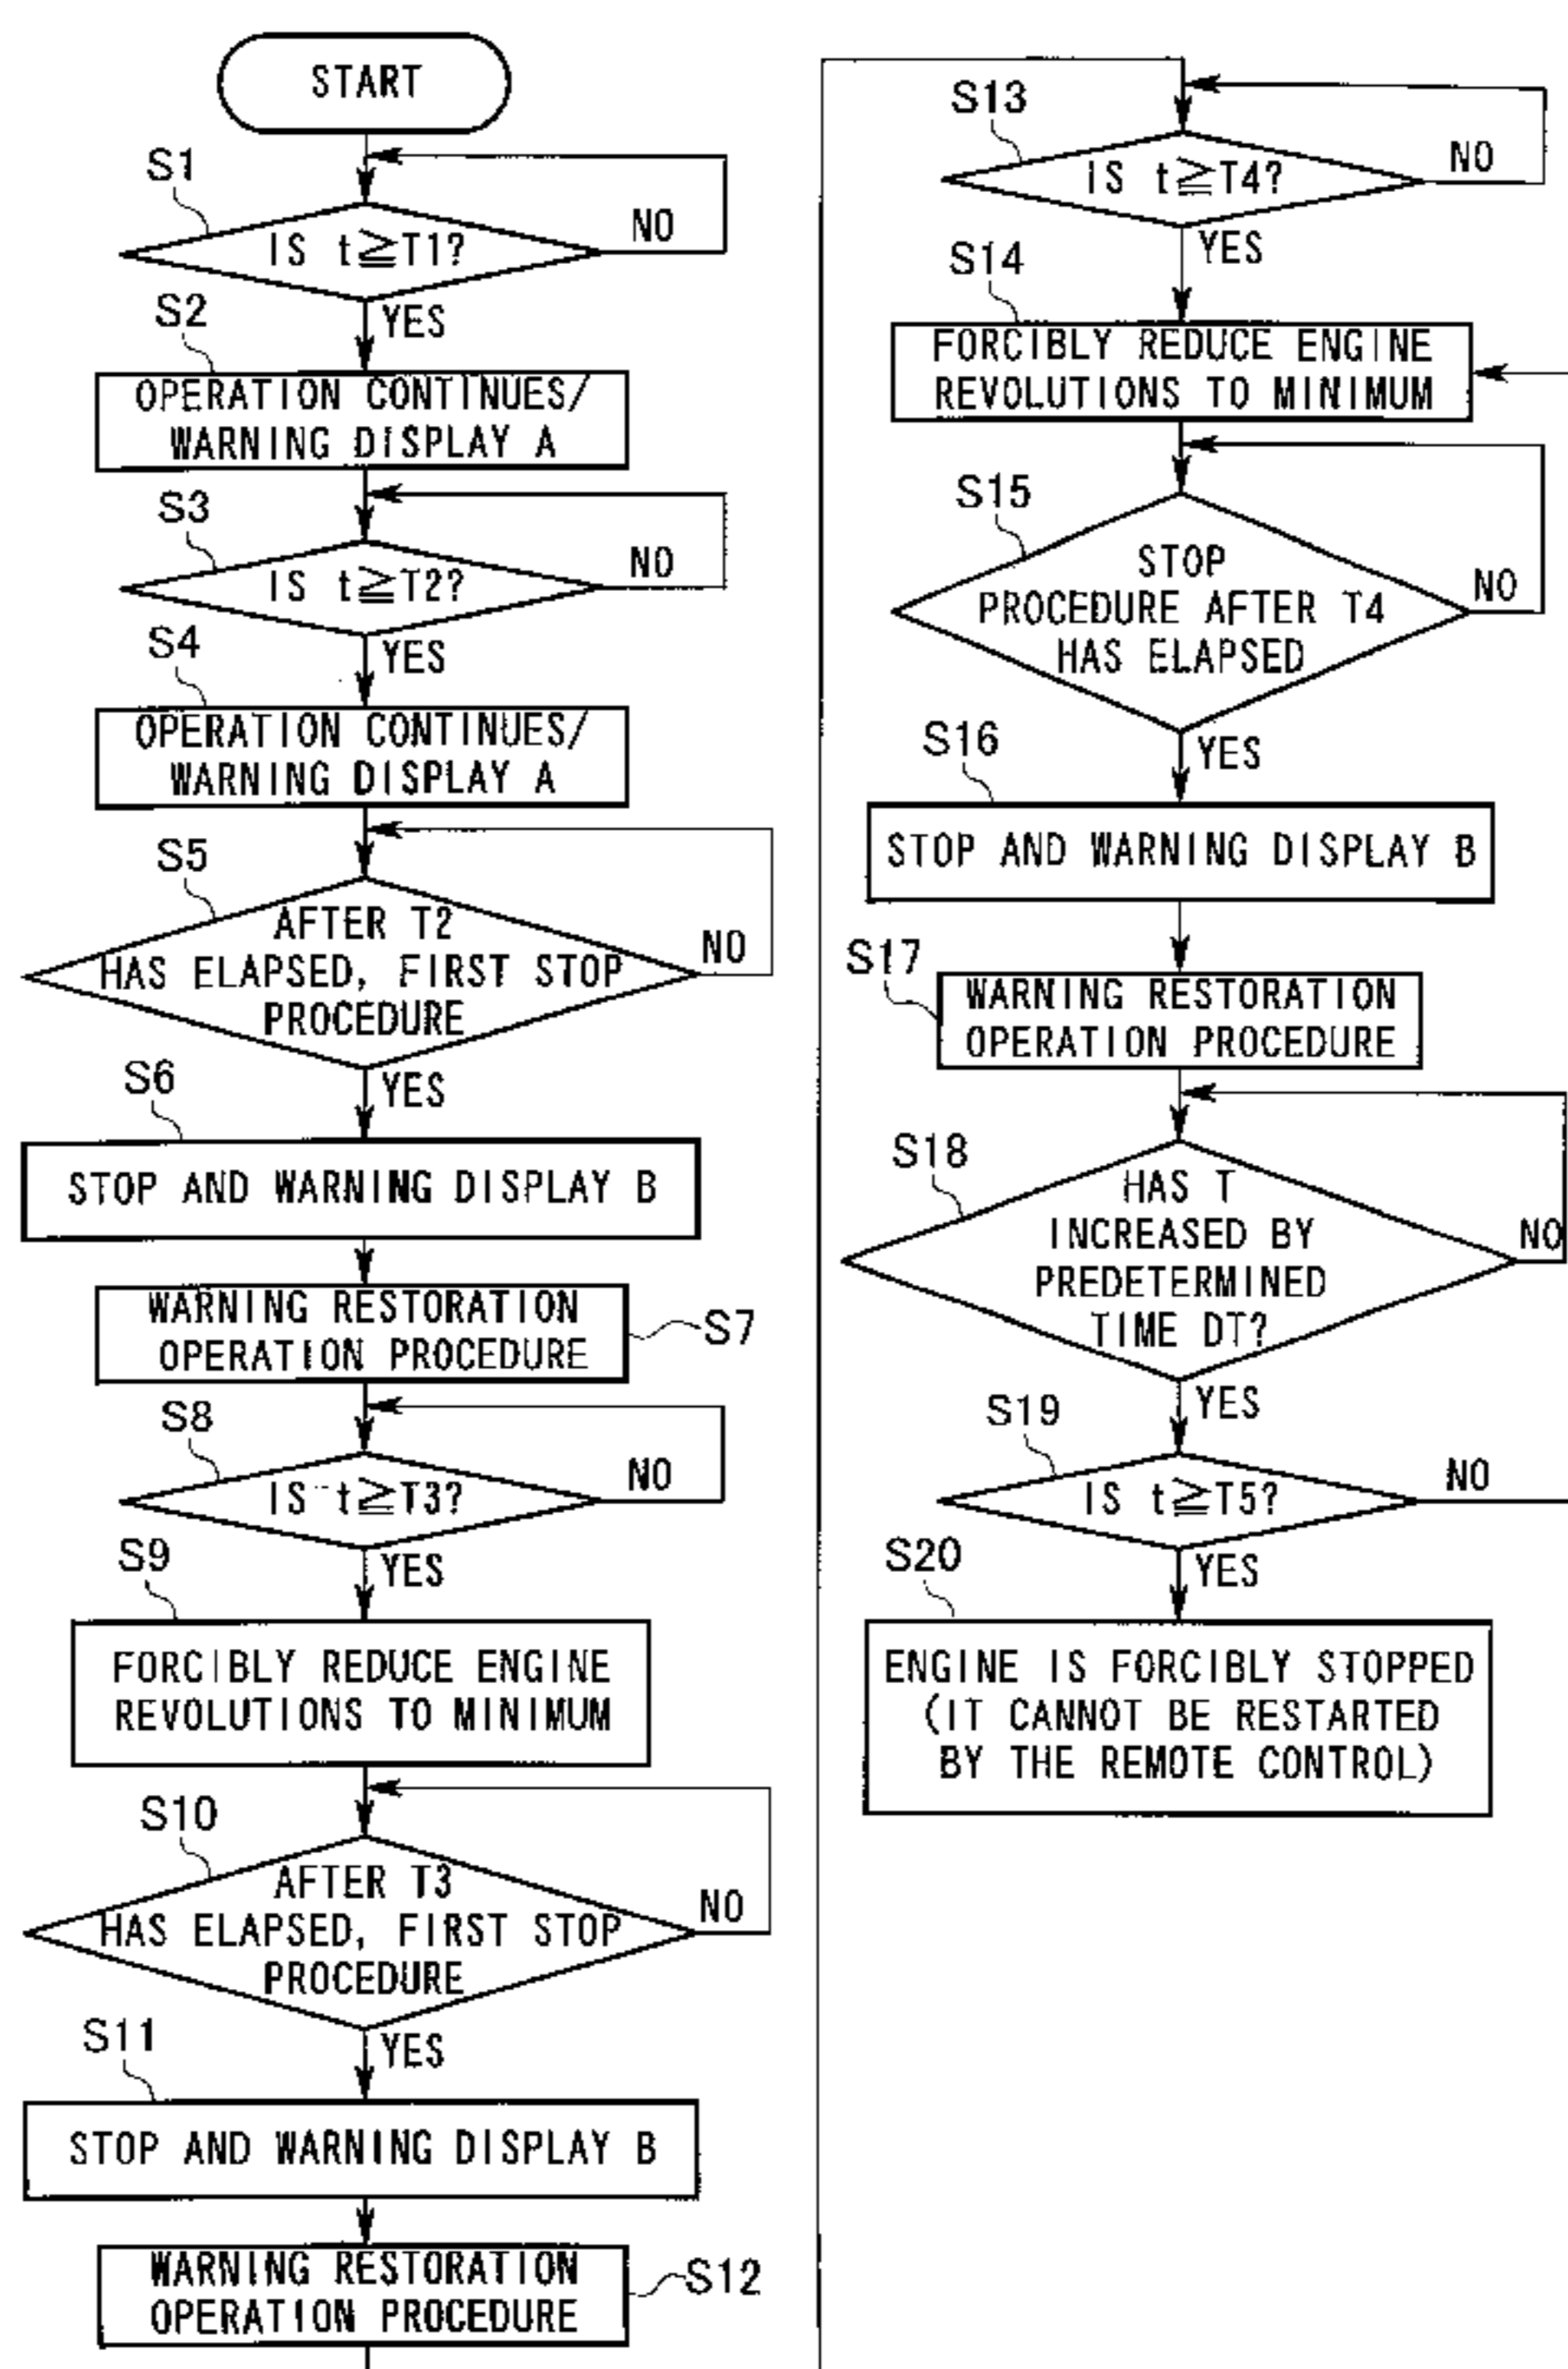 START
S1
IS t≧T1?
NO
YES
S2
OPERATION CONTINUES/
WARNING DISPLAY A
S3
IS t≧T2?
NO
YES
S4
OPERATION CONTINUES/
WARNING DISPLAY A
S5
AFTER T2
HAS ELAPSED, FIRST STOP
PROCEDURE
NO
YES
S6
STOP AND WARNING DISPLAY B
WARNING RESTORATION
OPERATION PROCEDURE
S7
S8
IS t≧T3?
NO
YES
S9
FORCIBLY REDUCE ENGINE
REVOLUTIONS TO MINIMUM
S10
AFTER T3
HAS ELAPSED, FIRST STOP
PROCEDURE
NO
YES
S11
STOP AND WARNING DISPLAY B
WARNING RESTORATION
OPERATION PROCEDURE
S12
S13
IS t≧T4?
NO
YES
S14
FORCIBLY REDUCE ENGINE
REVOLUTIONS TO MINIMUM
S15
STOP
PROCEDURE AFTER T4
HAS ELAPSED
NO
YES
S16
STOP AND WARNING DISPLAY B
S17
WARNING RESTORATION
OPERATION PROCEDURE
S18
HAS T
INCREASED BY
PREDETERMINED
TIME DT?
NO
YES
S19
IS t≧T5?
NO
YES
S20
ENGINE IS FORCIBLY STOPPED
(IT CANNOT BE RESTARTED
BY THE REMOTE CONTROL)